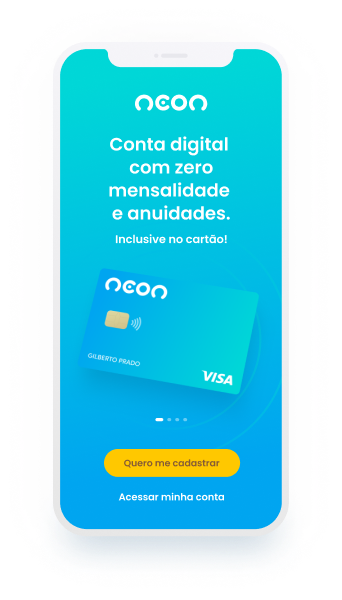 neon
Conta digital
com zero
mensalidade
e anuidades.
Inclusive no cartão!
neon
GILBERTO PRADO
VISA
Quero me cadastrar
Acessar minha conta